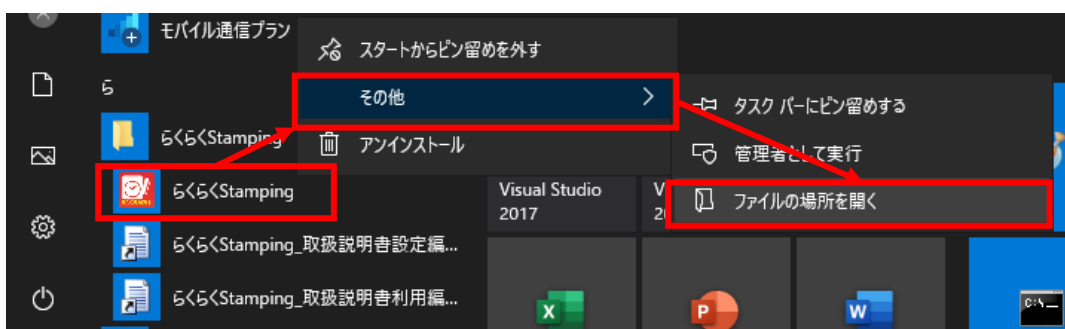 モバイル通信プラン
スタートからピン留めを外す
ら
その他
タスク バーにピン留めする
らくらくStamping
アンインストール
管理者として実行
らくらくStamping
Visual Studio
2017
ファイルの場所を開く
らくらくStamping_取扱説明書設定編...
らくらくStamping_取扱説明書利用編...
X
P
W
C:\